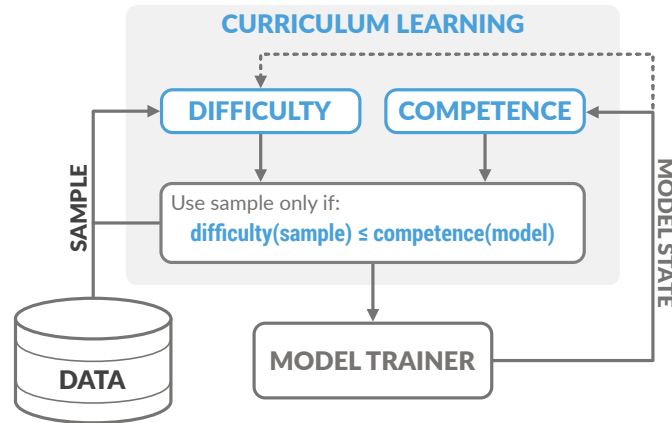 CURRICULUM LEARNING
DIFFICULTY
COMPETENCE
SAMPLE
Use sample only if:
difficulty(sample) ≤ competence(model)
MODEL STATE
DATA
MODEL TRAINER